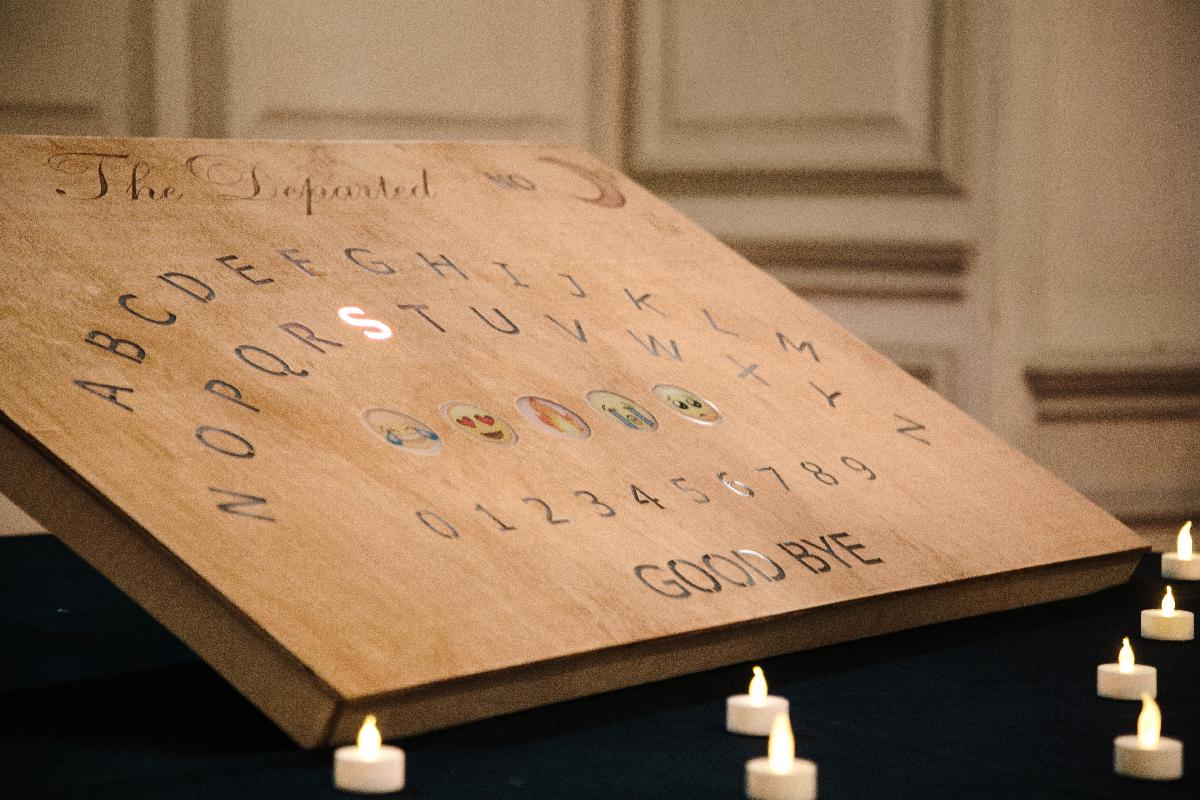 The Departed NO
A B C D E F G H I J K L M
N O P Q R S T U V W X Y Z
0 1 2 3 4 5 6 7 8 9
GOOD BYE